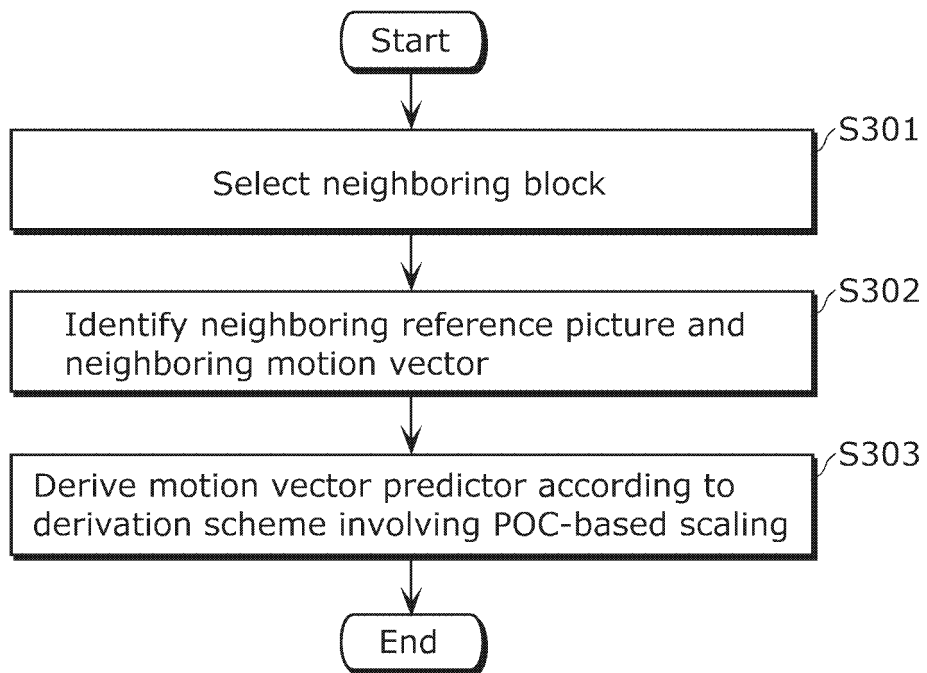 Start
S301
Select neighboring block
S302
Identify neighboring reference picture and
neighboring motion vector
S303
Derive motion vector predictor according to
derivation scheme involving POC-based scaling
End